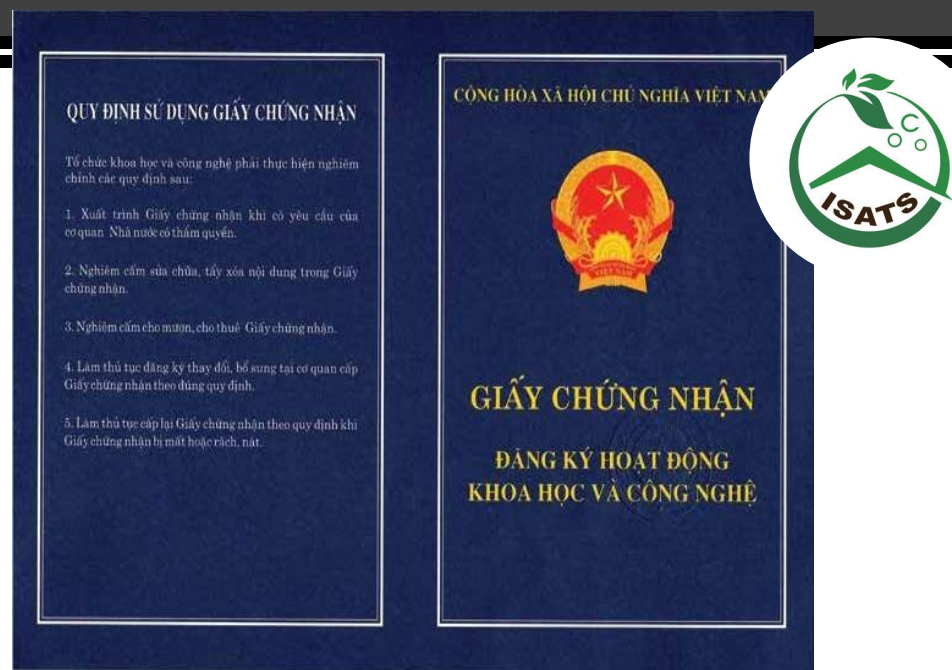 QUY ĐỊNH SỬ DỤNG GIẤY CHỨNG NHẬN
Tổ chức khoa học và công nghệ phải thực hiện nghiêm
chỉnh các quy định sau:
1. Xuất trình Giấy chứng nhận khi có yêu cầu của
cơ quan Nhà nước có thẩm quyền.
2. Nghiêm cấm sửa chữa, tẩy xóa nội dung trong Giấy
chứng nhận.
3. Nghiêm cấm cho mượn, cho thuê Giấy chứng nhận.
4. Làm thủ tục đăng ký thay đổi, bổ sung tại cơ quan cấp
Giấy chứng nhận theo đúng quy định.
5. Làm thủ tục cấp lại Giấy chứng nhận theo quy định khi
Giấy chứng nhận bị mất hoặc rách, nát.
CỘNG HÒA XÃ HỘI CHỦ NGHĨA VIỆT NAM
VIỆT NAM
GIẤY CHỨNG NHẬN
ĐĂNG KÝ HOẠT ĐỘNG
KHOA HỌC VÀ CÔNG NGHỆ
COO
ISATS